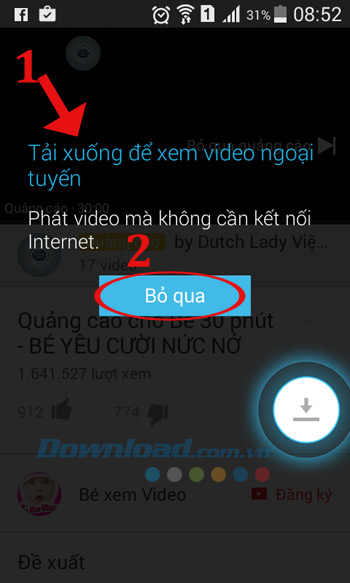 31% 08:52
1
Bỏ qua quảng cáo
Tải xuống để xem video ngoại
tuyến
Quảng cáo · 30:00
Phát video mà không cần kết nối
Internet.
Quảng cáo by Dutch Lady Việ...
17 video
2
Bỏ qua
Quảng cáo cho Bé 30 phút
- BÉ YÊU CƯỜI NỨC NỞ
1.641.527 lượt xem
912 774
Download.com.vn
Bé xem Video Đăng ký
Đề xuất